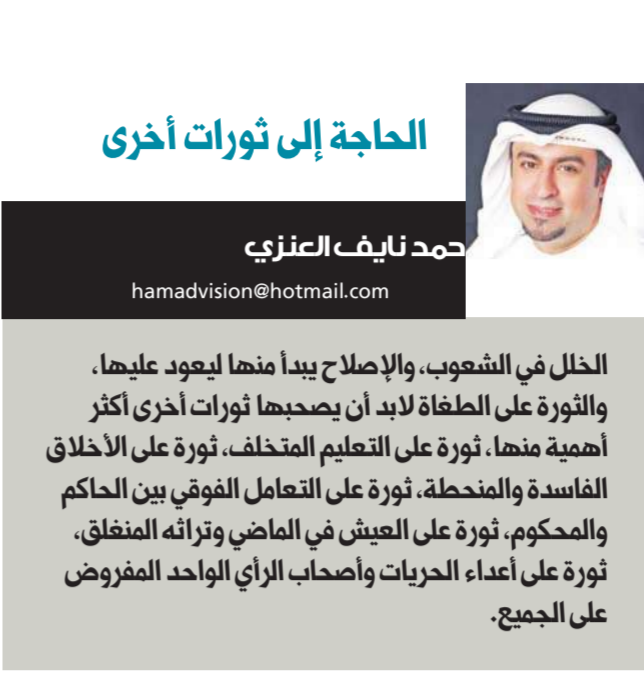 الحاجة إلى ثورات أخرى
حمد نايف العنزي
hamadvision@hotmail.com
الخلل في الشعوب، والإصلاح يبدأ منها ليعود عليها،
والثورة على الطغاة لابد أن يصحبها ثورات أخرى أكثر
أهمية منها، ثورة على التعليم المتخلف، ثورة على الأخلاق
الفاسدة والمنحطة، ثورة على التعامل الفوقي بين الحاكم
والمحكوم، ثورة على العيش في الماضي وتراثه المنغلق،
ثورة على أعداء الحريات وأصحاب الرأي الواحد المفروض
على الجميع.